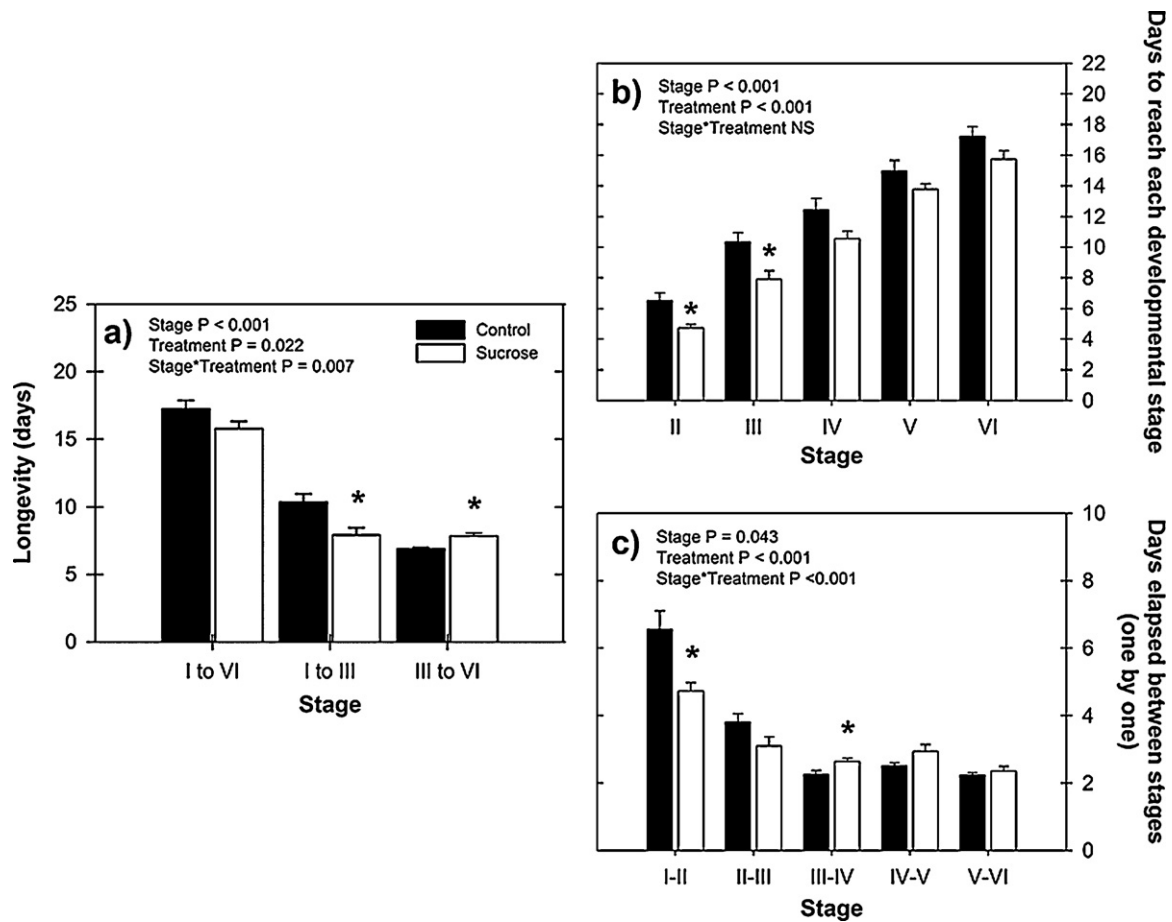 a)
Stage P < 0.001
Treatment P = 0.022
Stage*Treatment P = 0.007
Control
Sucrose
Longevity (days)
25
20
15
10
5
0
*
*
I to VI
I to III
III to VI
Stage
b)
Stage P < 0.001
Treatment P < 0.001
Stage*Treatment NS
*
*
22
20
18
16
14
12
10
8
6
4
2
0
Days to reach each developmental stage
II
III
IV
V
VI
Stage
c)
Stage P = 0.043
Treatment P < 0.001
Stage*Treatment P <0.001
*
*
10
8
6
4
2
0
Days elapsed between stages
(one by one)
I-II
II-III
III-IV
IV-V
V-VI
Stage